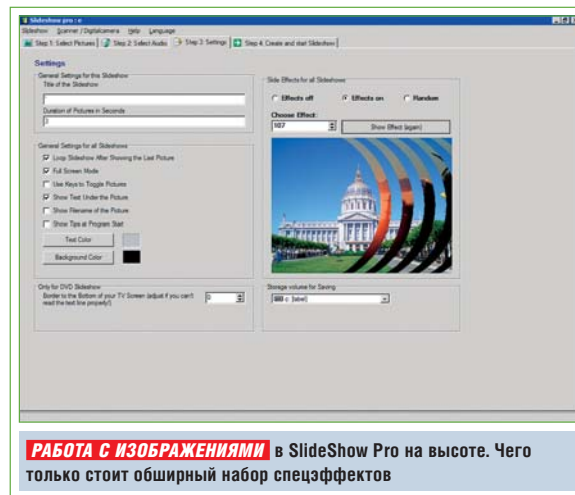 Slideshow pro : e
Slideshow Scanner / Digitalcamera Help Language
Step 1: Select Pictures Step 2: Select Audio Step 3: Settings Step 4: Create and start Slideshow
Settings
General Settings for this Slideshow
Title of the Slideshow
Duration of Pictures in Seconds
3
General Settings for all Slideshows
Loop Slideshow After Showing the Last Picture
Full Screen Mode
Use Keys to Toggle Pictures
Show Text Under the Picture
Show Filename of the Picture
Show Tips at Program Start
Text Color
Background Color
Only for DVD Slideshow
Border to the Bottom of your TV Screen (adjust if you can't
read the text line properly!)
0
Slide Effects for all Slideshows
Effects off Effects on Random
Choose Effect:
107
Show Effect (again)
Storage volume for Saving
c: [label]
РАБОТА С ИЗОБРАЖЕНИЯМИ в SlideShow Pro на высоте. Чего
только стоит обширный набор спецэффектов